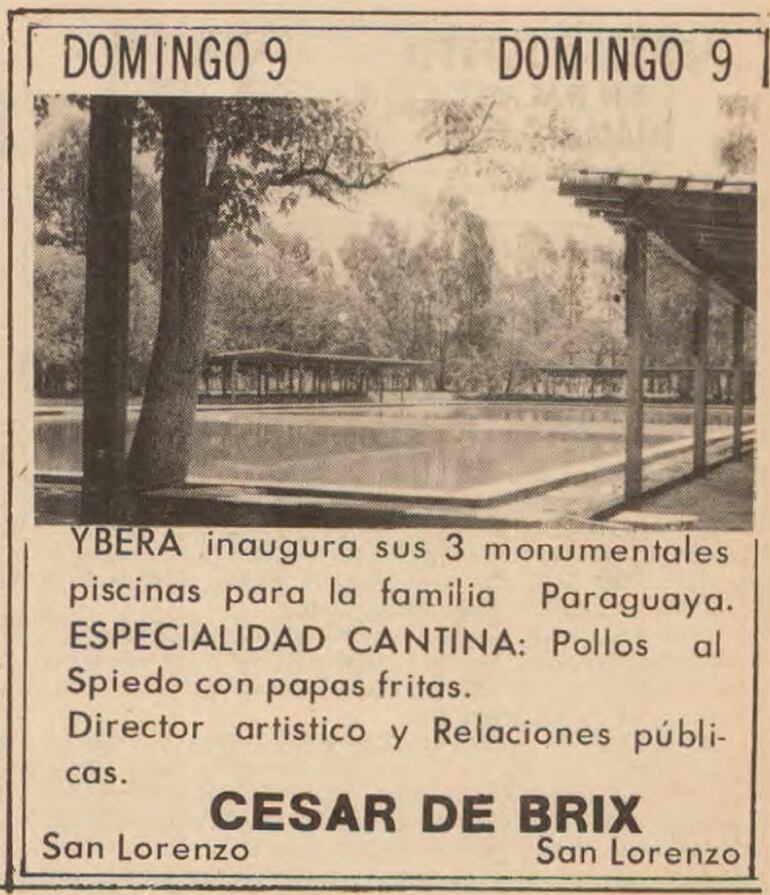 DOMINGO 9 DOMINGO 9
YBERA inaugura sus 3 monumentales
piscinas para la familia Paraguaya.
ESPECIALIDAD CANTINA: Pollos al
Spiedo con papas fritas.
Director artistico y Relaciones públi-
cas.
CESAR DE BRIX
San Lorenzo San Lorenzo